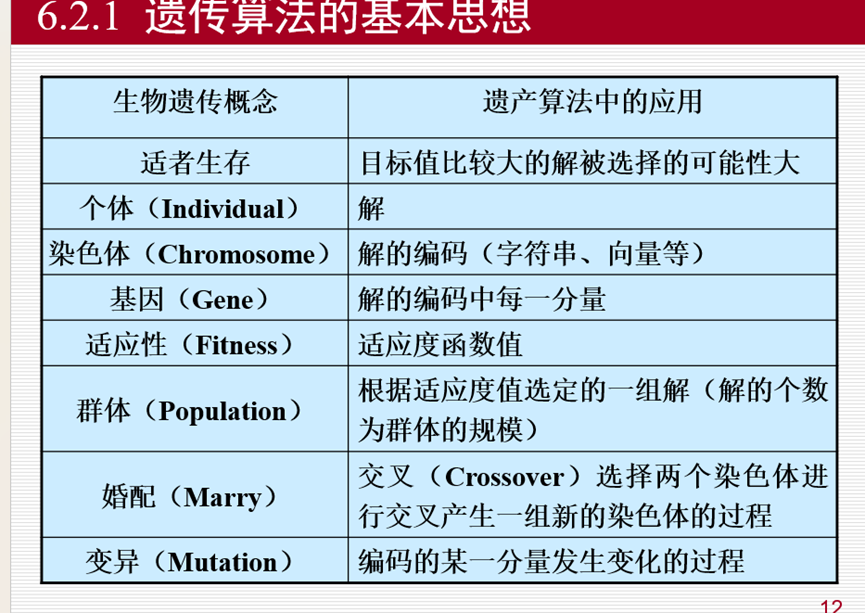 6.2.1 遗传算法的基本思想
生物遗传概念
遗产算法中的应用
适者生存
目标值比较大的解被选择的可能性大
个体（Individual）
解
染色体（Chromosome）
解的编码（字符串、向量等）
基因（Gene）
解的编码中每一分量
适应性（Fitness）
适应度函数值
群体（Population）
根据适应度值选定的一组解（解的个数
为群体的规模）
婚配（Marry）
交叉（Crossover）选择两个染色体进
行交叉产生一组新的染色体的过程
变异（Mutation）
编码的某一分量发生变化的过程
12